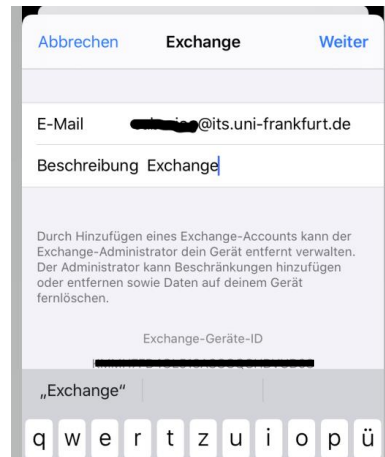 Abbrechen Exchange Weiter
E-Mail @its.uni-frankfurt.de
Beschreibung Exchange
Durch Hinzufügen eines Exchange-Accounts kann der
Exchange-Administrator dein Gerät entfernt verwalten.
Der Administrator kann Beschränkungen hinzufügen
oder entfernen sowie Daten auf deinem Gerät
fernlöschen.
Exchange-Geräte-ID
„Exchange“
q w e r t z u i o p ü